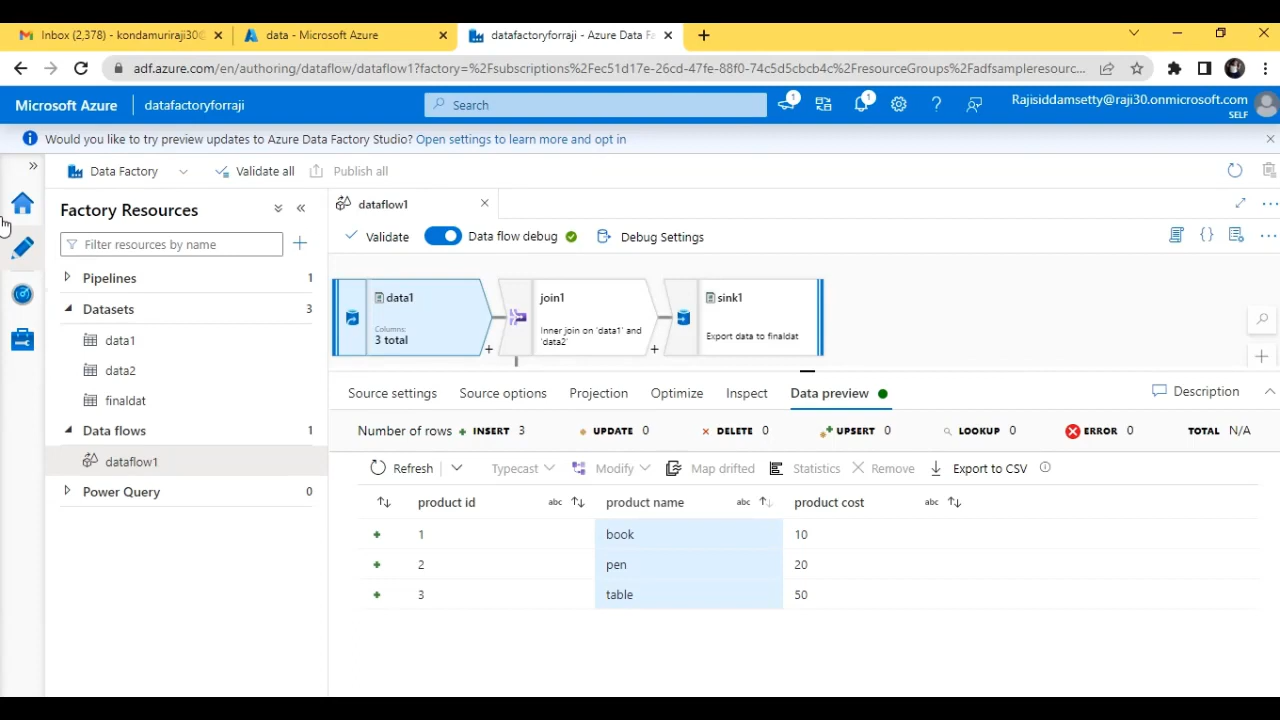 Inbox (2,378) - kondamuriraji30@
data - Microsoft Azure
datafactoryforraji - Azure Data Fa
adf.azure.com/en/authoring/dataflow/dataflow1?factory=%2Fsubscriptions%2Fec51d17e-26cd-47fe-88f0-74c5d5cbcb4c%2FresourceGroups%2Fadfsampleresourc...
Microsoft Azure
datafactoryforraji
Search
1
1
Rajisiddamsetty@raji30.onmicrosoft.com
SELF
Would you like to try preview updates to Azure Data Factory Studio? Open settings to learn more and opt in
Data Factory
Validate all
Publish all
Factory Resources
Filter resources by name
Pipelines 1
Datasets 3
data1
data2
finaldat
Data flows 1
dataflow1
Power Query 0
dataflow1
Validate
Data flow debug
Debug Settings
data1
Columns:
3 total
join1
Inner join on 'data1' and
'data2'
sink1
Export data to finaldat
Source settings
Source options
Projection
Optimize
Inspect
Data preview
Description
Number of rows INSERT 3 UPDATE 0 DELETE 0 UPSERT 0 LOOKUP 0 ERROR 0 TOTAL N/A
Refresh
Typecast
Modify
Map drifted
Statistics
Remove
Export to CSV
product id abc product name abc product cost abc
1 book 10
2 pen 20
3 table 50